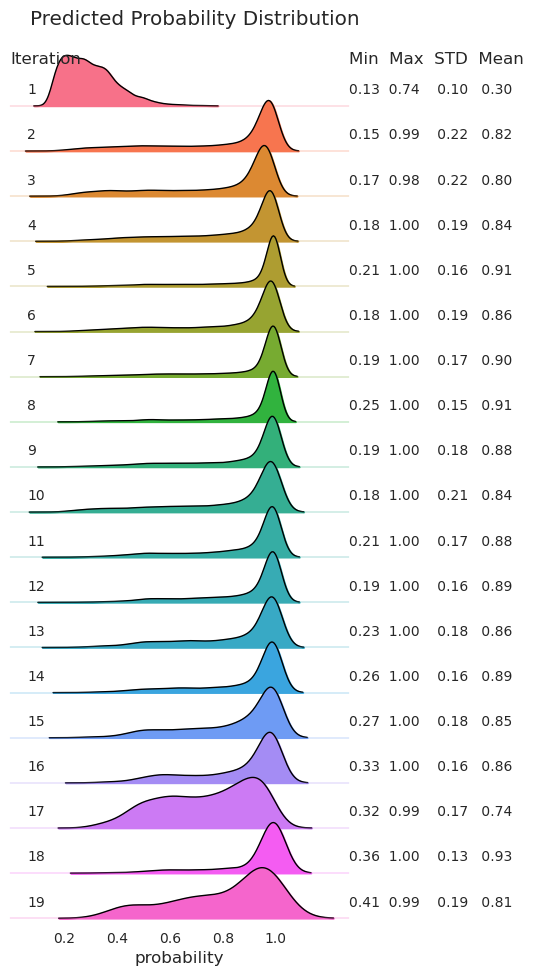 Predicted Probability Distribution
Iteration Min Max STD Mean
1 0.13 0.74 0.10 0.30
2 0.15 0.99 0.22 0.82
3 0.17 0.98 0.22 0.80
4 0.18 1.00 0.19 0.84
5 0.21 1.00 0.16 0.91
6 0.18 1.00 0.19 0.86
7 0.19 1.00 0.17 0.90
8 0.25 1.00 0.15 0.91
9 0.19 1.00 0.18 0.88
10 0.18 1.00 0.21 0.84
11 0.21 1.00 0.17 0.88
12 0.19 1.00 0.16 0.89
13 0.23 1.00 0.18 0.86
14 0.26 1.00 0.16 0.89
15 0.27 1.00 0.18 0.85
16 0.33 1.00 0.16 0.86
17 0.32 0.99 0.17 0.74
18 0.36 1.00 0.13 0.93
19 0.41 0.99 0.19 0.81
0.2 0.4 0.6 0.8 1.0
probability